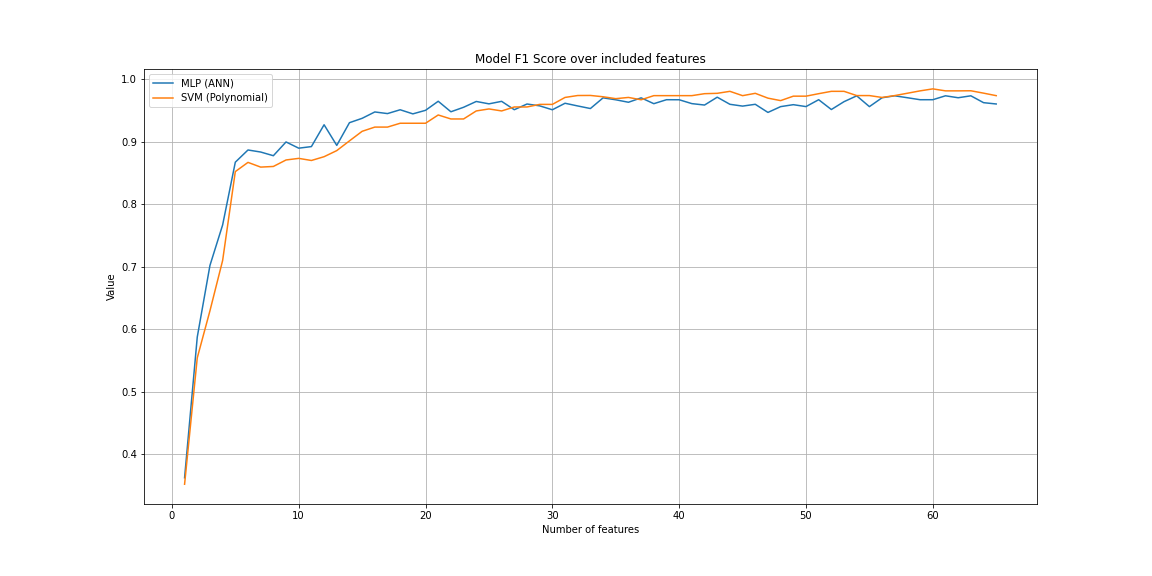 Model F1 Score over included features
MLP (ANN)
SVM (Polynomial)
1.0
0.9
0.8
0.7
0.6
0.5
0.4
Value
0 10 20 30 40 50 60
Number of features